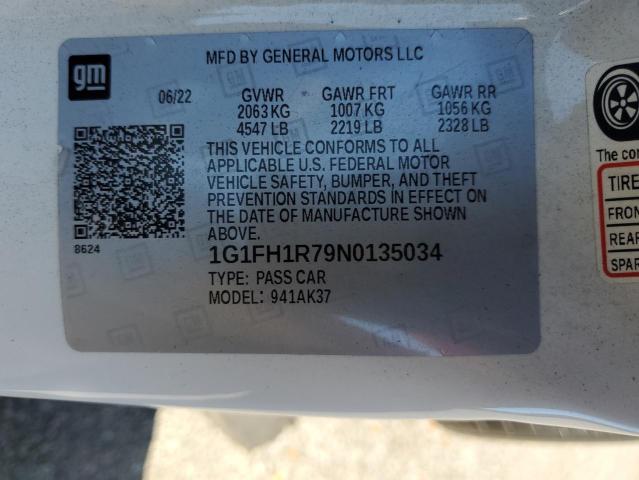 gm
MFD BY GENERAL MOTORS LLC
06/22 GVWR GAWR FRT GAWR RR
2063 KG 1007 KG 1056 KG
4547 LB 2219 LB 2328 LB
THIS VEHICLE CONFORMS TO ALL
APPLICABLE U.S. FEDERAL MOTOR
VEHICLE SAFETY, BUMPER, AND THEFT
PREVENTION STANDARDS IN EFFECT ON
THE DATE OF MANUFACTURE SHOWN
ABOVE.
8624
1G1FH1R79N0135034
TYPE: PASS CAR
MODEL: 941AK37
The co
TIRE
FRON
REAR
SPAR